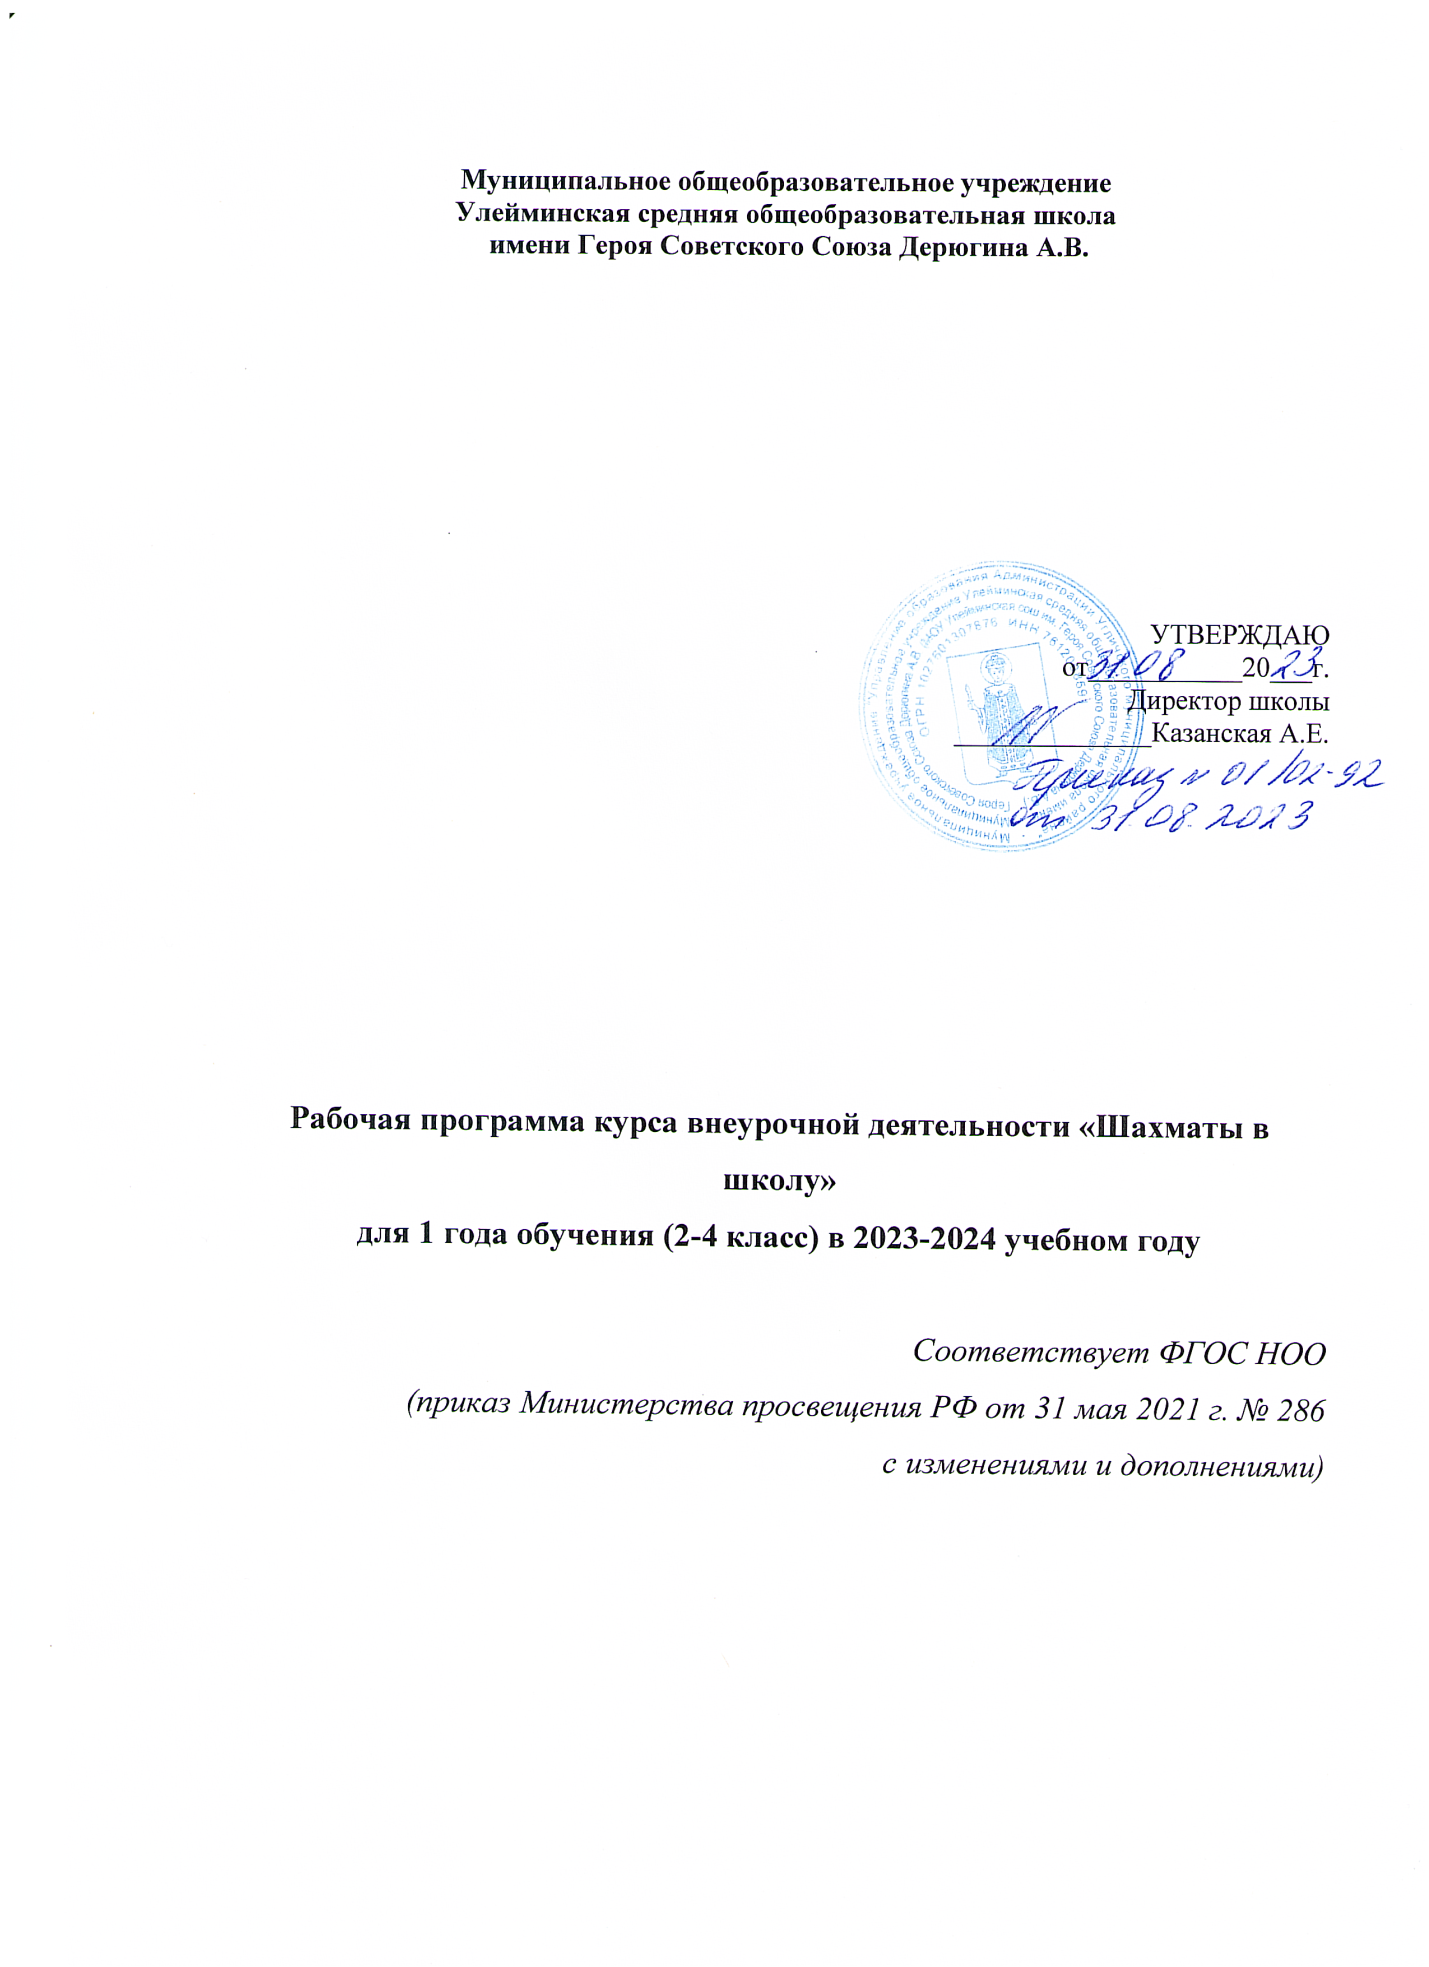 Муниципальное общеобразовательное учреждение
Улейминская средняя общеобразовательная школа
имени Героя Советского Союза Дерюгина А.В.
УТВЕРЖДАЮ
от 31.08 2023г.
Директор школы
Казанская А.Е.
Приказ № 01/02-92
от 31.08.2023
Рабочая программа курса внеурочной деятельности «Шахматы в
школу»
для 1 года обучения (2-4 класс) в 2023-2024 учебном году
Соответствует ФГОС НОО
(приказ Министерства просвещения РФ от 31 мая 2021 г. № 286
с изменениями и дополнениями)